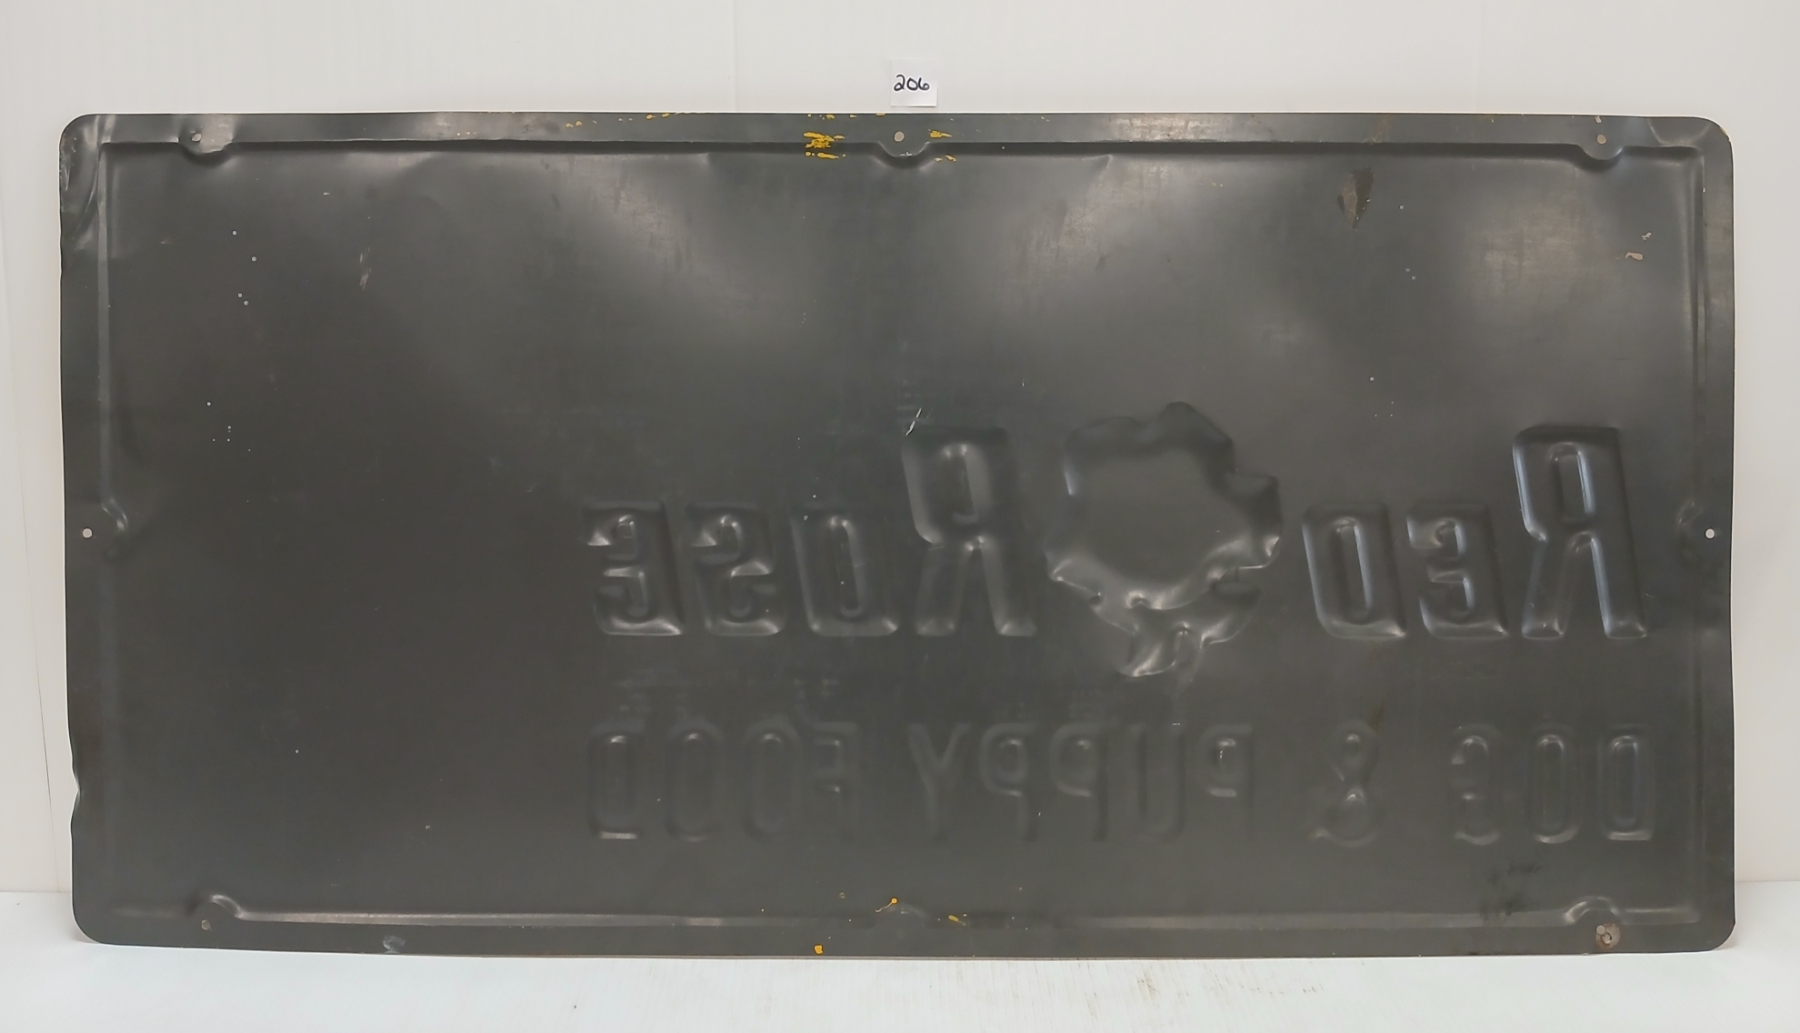 206
Red Rose
DOG & PUPPY FOOD